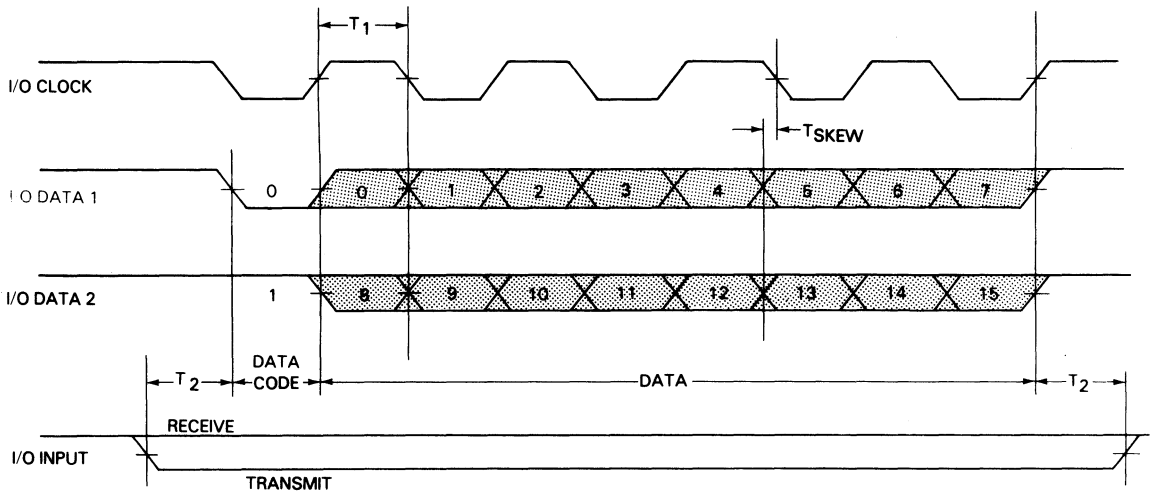 T1
I/O CLOCK
TSKEW
I/O DATA 1
0 0 1 2 3 4 5 6 7
I/O DATA 2
1 8 9 10 11 12 13 14 15
T2
DATA CODE
DATA
T2
RECEIVE
I/O INPUT
TRANSMIT